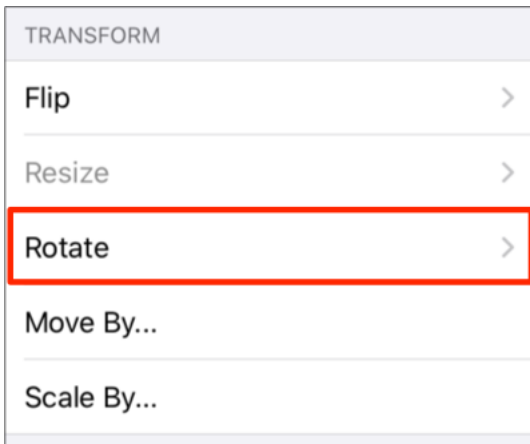 TRANSFORM
Flip
Resize
Rotate
Move By...
Scale By...